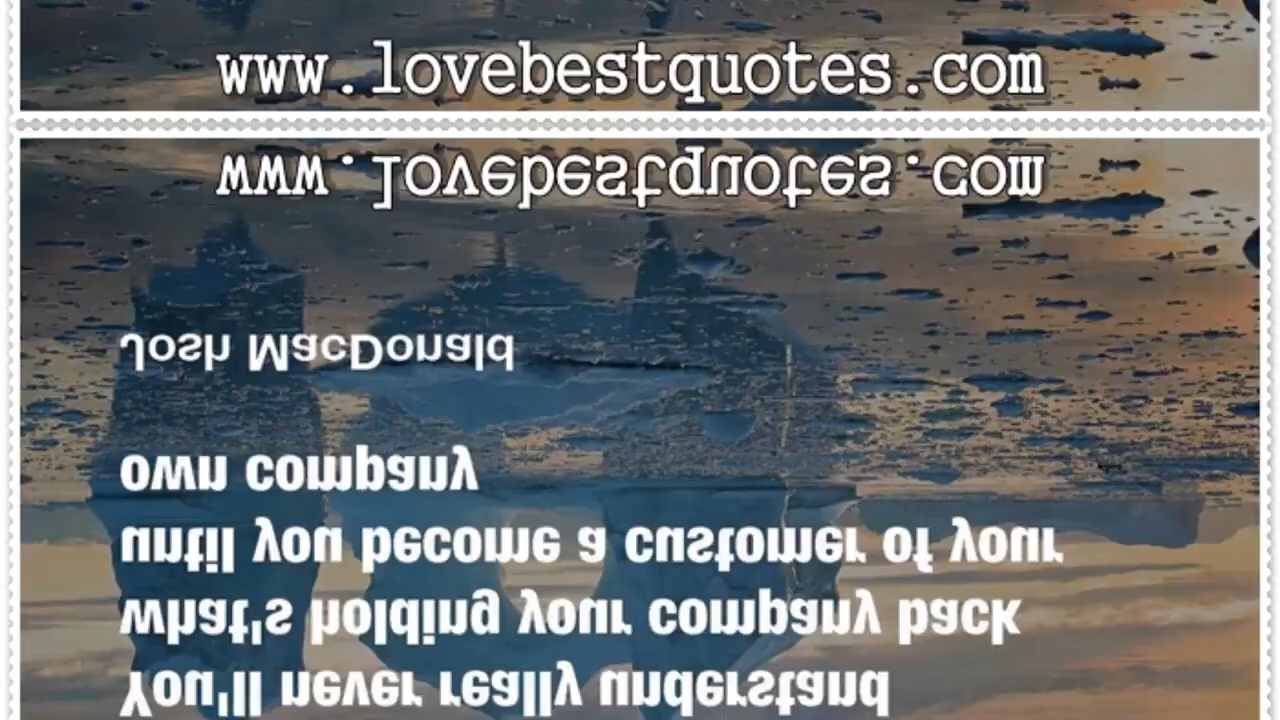 www.lovebestquotes.com
www.lovebestquotes.com
Josh MacDonald
own company
until you become a customer of your
what's holding your company back
You'll never really understand